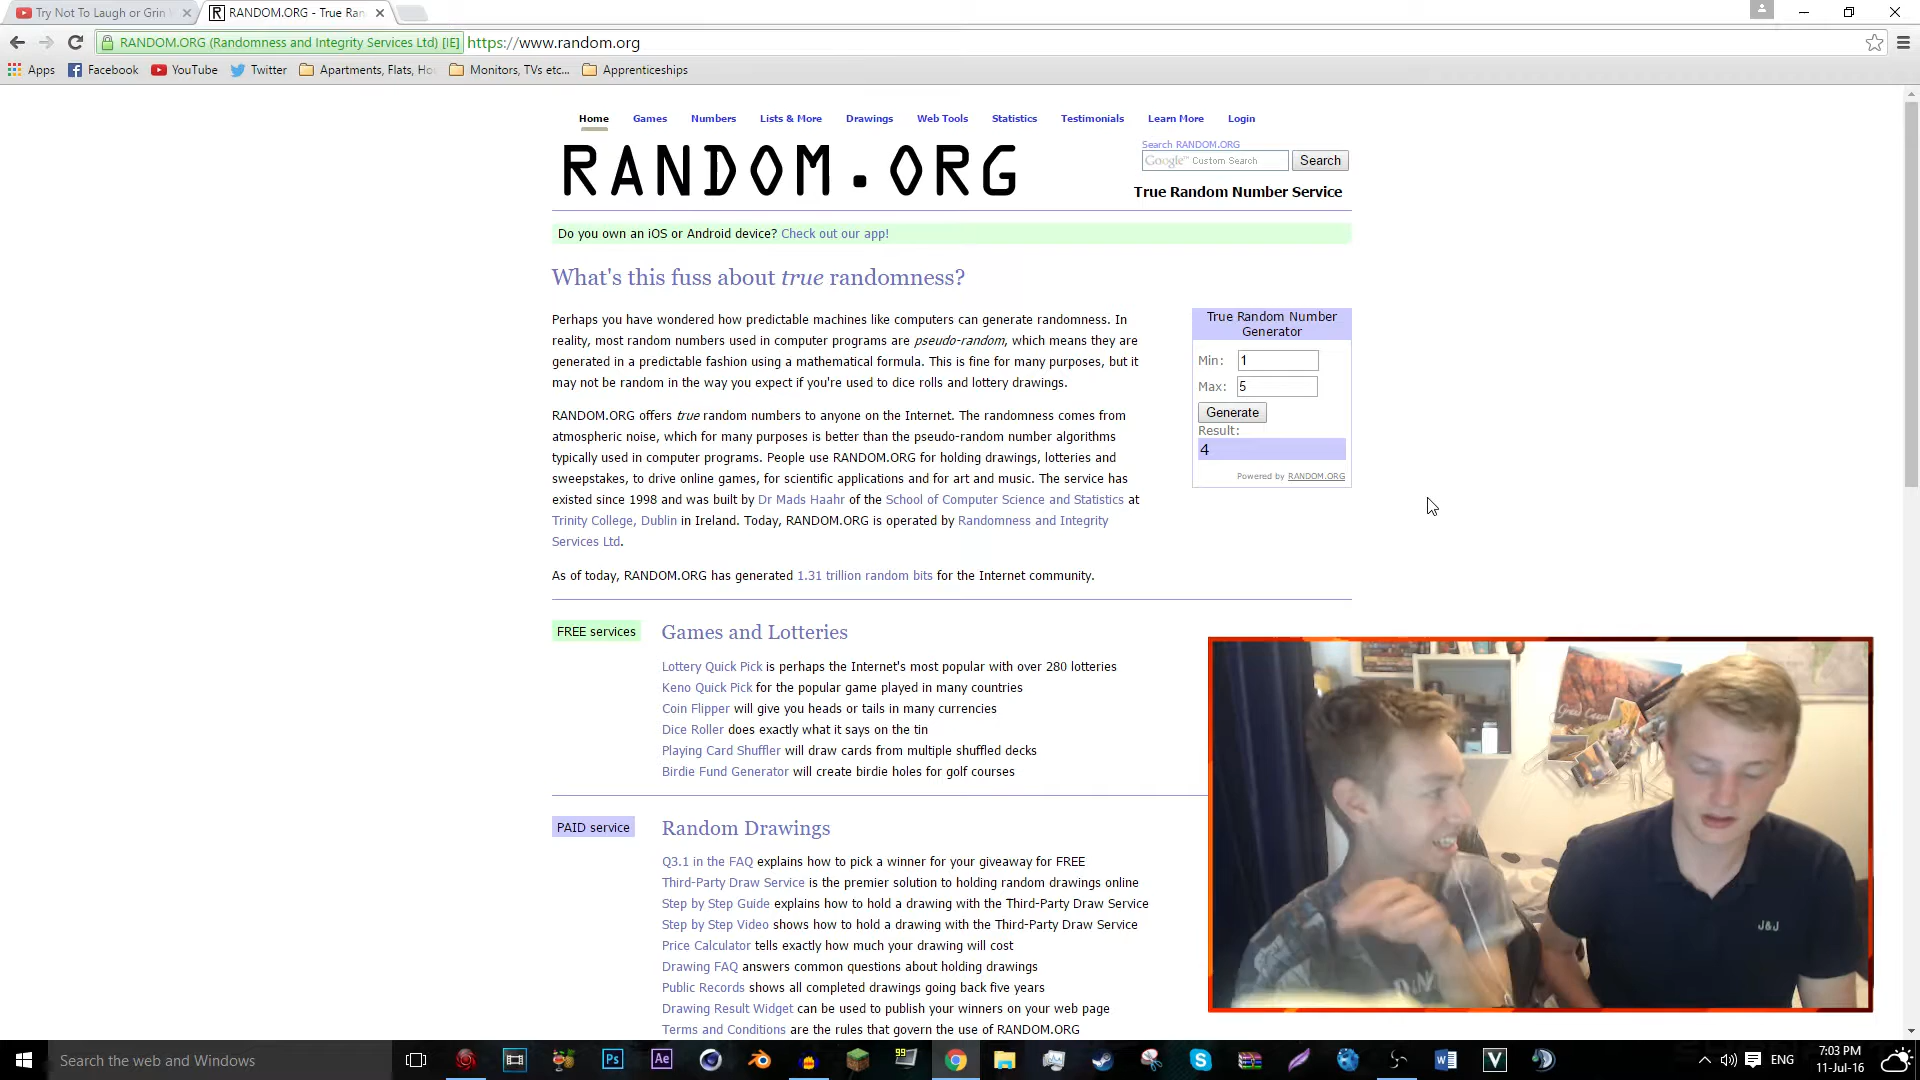 Try Not To Laugh or Grin
RANDOM.ORG - True Ran
RANDOM.ORG (Randomness and Integrity Services Ltd) [IE]
https://www.random.org
Apps
Facebook
YouTube
Twitter
Apartments, Flats, Ho
Monitors, TVs etc...
Apprenticeships
Home
Games
Numbers
Lists & More
Drawings
Web Tools
Statistics
Testimonials
Learn More
Login
RANDOM.ORG
Search RANDOM.ORG
Google™ Custom Search
Search
True Random Number Service
Do you own an iOS or Android device? Check out our app!
What's this fuss about true randomness?
Perhaps you have wondered how predictable machines like computers can generate randomness. In
reality, most random numbers used in computer programs are pseudo-random, which means they are
generated in a predictable fashion using a mathematical formula. This is fine for many purposes, but it
may not be random in the way you expect if you're used to dice rolls and lottery drawings.
RANDOM.ORG offers true random numbers to anyone on the Internet. The randomness comes from
atmospheric noise, which for many purposes is better than the pseudo-random number algorithms
typically used in computer programs. People use RANDOM.ORG for holding drawings, lotteries and
sweepstakes, to drive online games, for scientific applications and for art and music. The service has
existed since 1998 and was built by Dr Mads Haahr of the School of Computer Science and Statistics at
Trinity College, Dublin in Ireland. Today, RANDOM.ORG is operated by Randomness and Integrity
Services Ltd.
As of today, RANDOM.ORG has generated 1.31 trillion random bits for the Internet community.
True Random Number
Generator
Min: 1
Max: 5
Generate
Result:
4
Powered by RANDOM.ORG
FREE services
Games and Lotteries
Lottery Quick Pick is perhaps the Internet's most popular with over 280 lotteries
Keno Quick Pick for the popular game played in many countries
Coin Flipper will give you heads or tails in many currencies
Dice Roller does exactly what it says on the tin
Playing Card Shuffler will draw cards from multiple shuffled decks
Birdie Fund Generator will create birdie holes for golf courses
PAID service
Random Drawings
Q3.1 in the FAQ explains how to pick a winner for your giveaway for FREE
Third-Party Draw Service is the premier solution to holding random drawings online
Step by Step Guide explains how to hold a drawing with the Third-Party Draw Service
Step by Step Video shows how to hold a drawing with the Third-Party Draw Service
Price Calculator tells exactly how much your drawing will cost
Drawing FAQ answers common questions about holding drawings
Public Records shows all completed drawings going back five years
Drawing Result Widget can be used to publish your winners on your web page
Terms and Conditions are the rules that govern the use of RANDOM.ORG
J&J
Search the web and Windows
Ps
Ae
99
ENG
7:03 PM
11-Jul-16